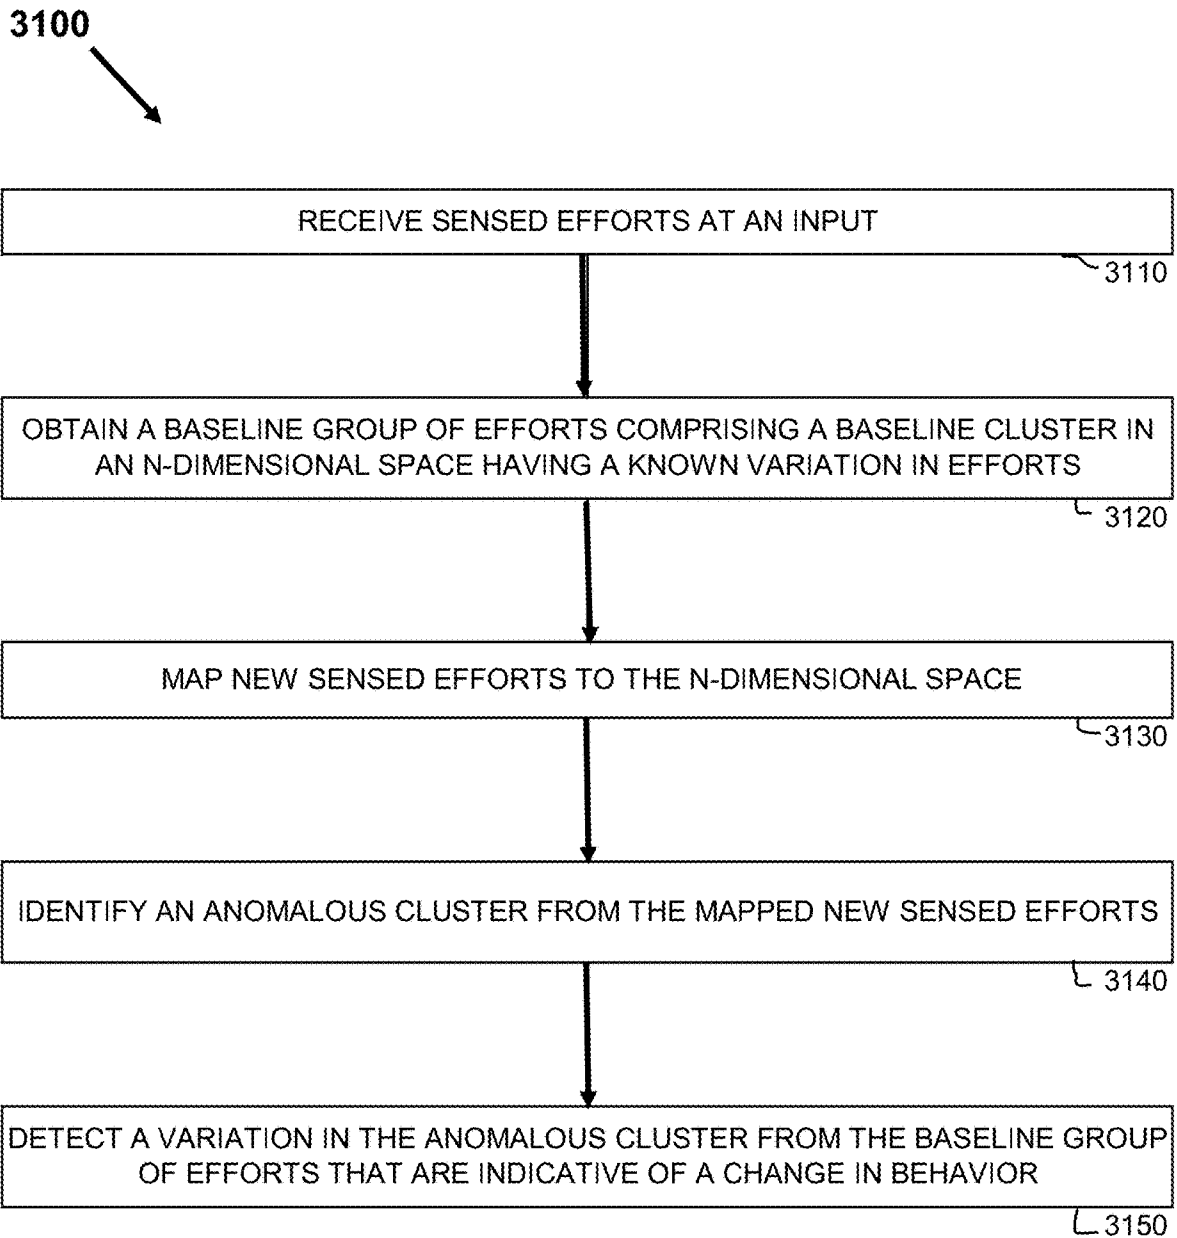 3100
RECEIVE SENSED EFFORTS AT AN INPUT
3110
OBTAIN A BASELINE GROUP OF EFFORTS COMPRISING A BASELINE CLUSTER IN
AN N-DIMENSIONAL SPACE HAVING A KNOWN VARIATION IN EFFORTS
3120
MAP NEW SENSED EFFORTS TO THE N-DIMENSIONAL SPACE
3130
IDENTIFY AN ANOMALOUS CLUSTER FROM THE MAPPED NEW SENSED EFFORTS
3140
DETECT A VARIATION IN THE ANOMALOUS CLUSTER FROM THE BASELINE GROUP
OF EFFORTS THAT ARE INDICATIVE OF A CHANGE IN BEHAVIOR
3150